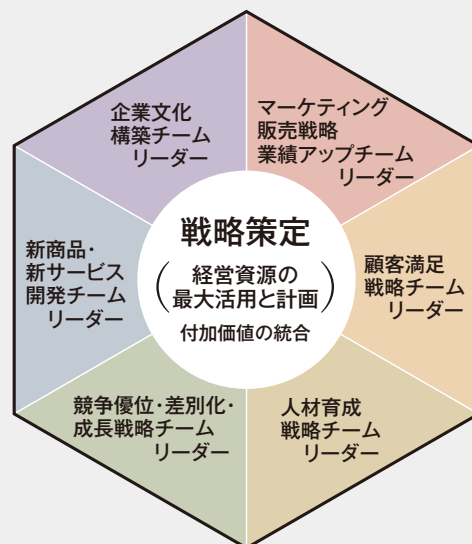 企業文化
構築チーム
リーダー
マーケティング
販売戦略
業績アップチーム
リーダー
新商品・
新サービス
開発チーム
リーダー
戦略策定
(経営資源の
最大活用と計画)
付加価値の統合
顧客満足
戦略チーム
リーダー
競争優位・差別化・
成長戦略チーム
リーダー
人材育成
戦略チーム
リーダー